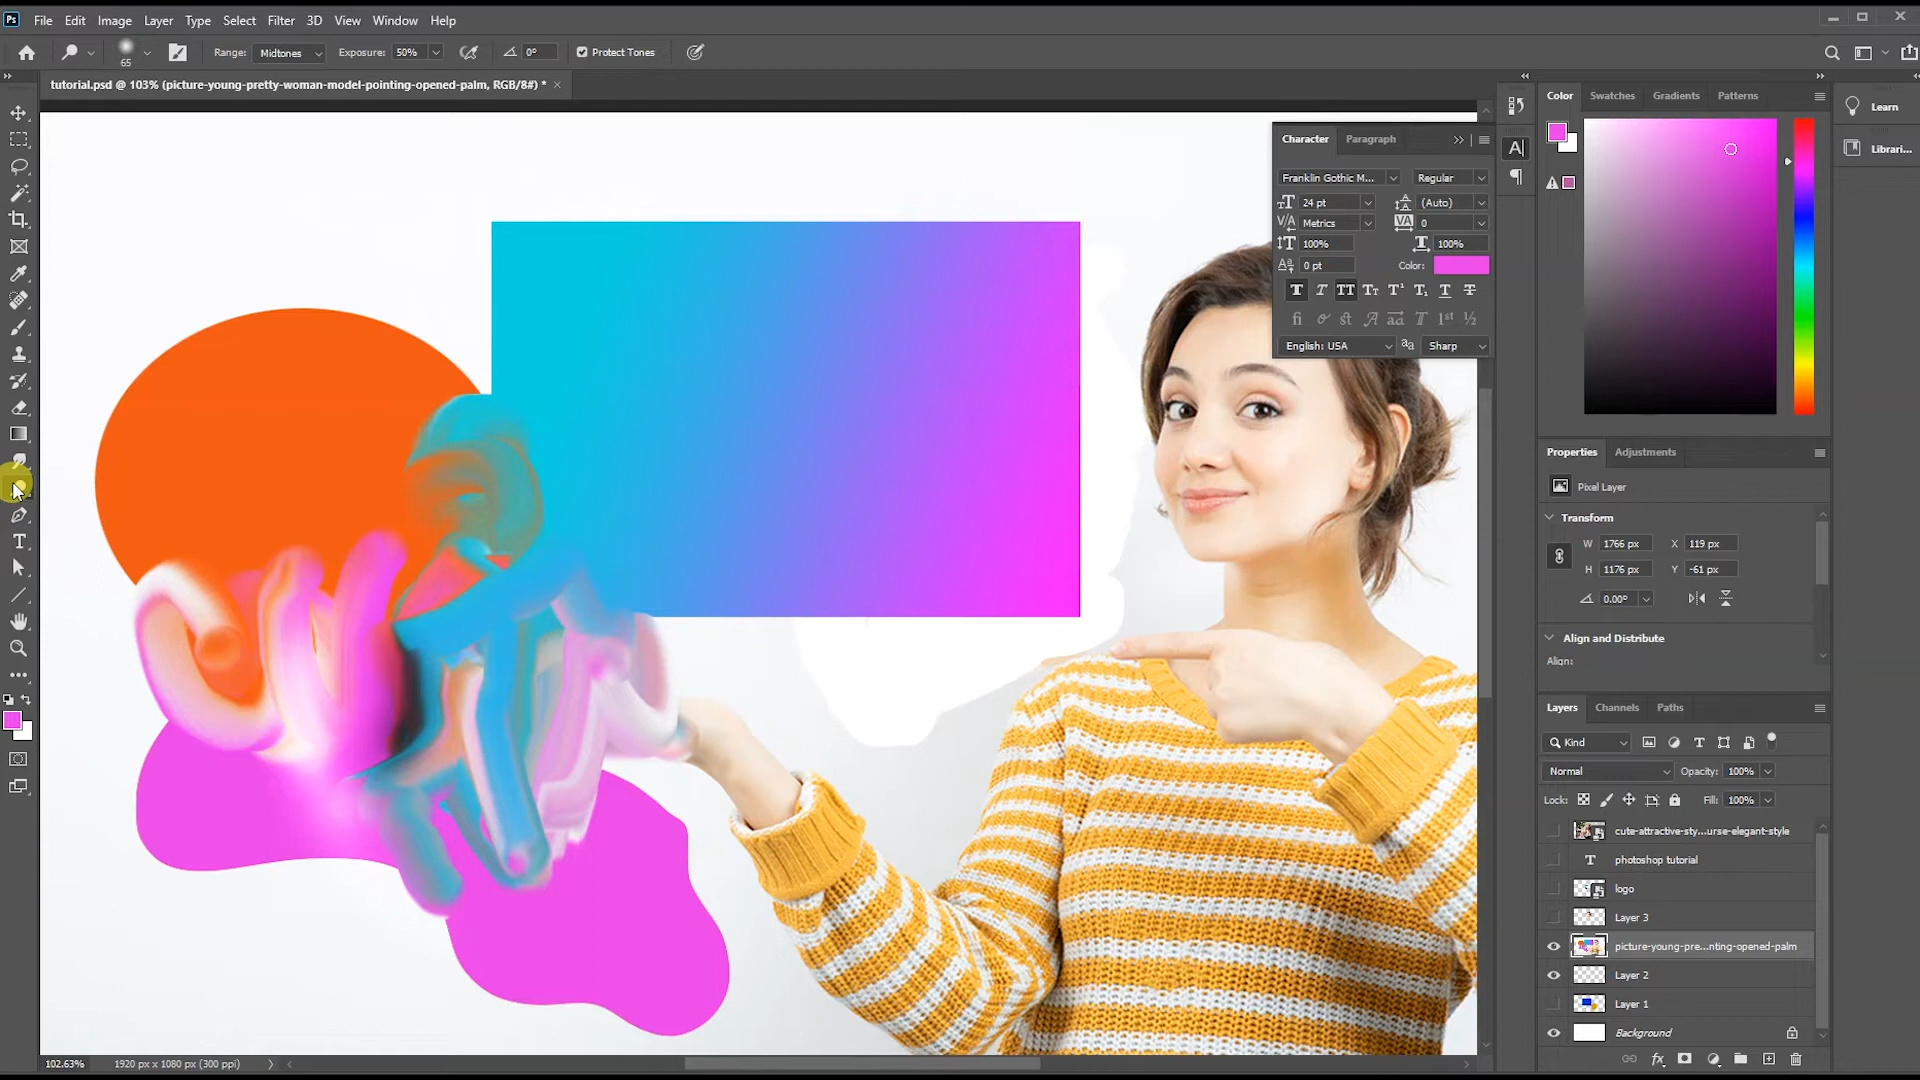 Ps File Edit Image Layer Type Select Filter 3D View Window Help
65 Range: Midtones Exposure: 50% 0° Protect Tones
tutorial.psd @ 103% (picture-young-pretty-woman-model-pointing-opened-palm, RGB/8#) * ×
Character Paragraph
Franklin Gothic M... Regular
24 pt (Auto)
Metrics 0
100% 100%
0 pt Color:
English: USA Sharp
Color Swatches Gradients Patterns
Learn
Librari...
Properties Adjustments
Pixel Layer
Transform
W 1766 px X 119 px
H 1176 px Y -61 px
0.00°
Align and Distribute
Align:
Layers Channels Paths
Kind
Normal Opacity: 100%
Lock: Fill: 100%
cute-attractive-sty...urse-elegant-style
photoshop tutorial
logo
Layer 3
picture-young-pre...nting-opened-palm
Layer 2
Layer 1
Background
102.63% 1920 px x 1080 px (300 ppi)